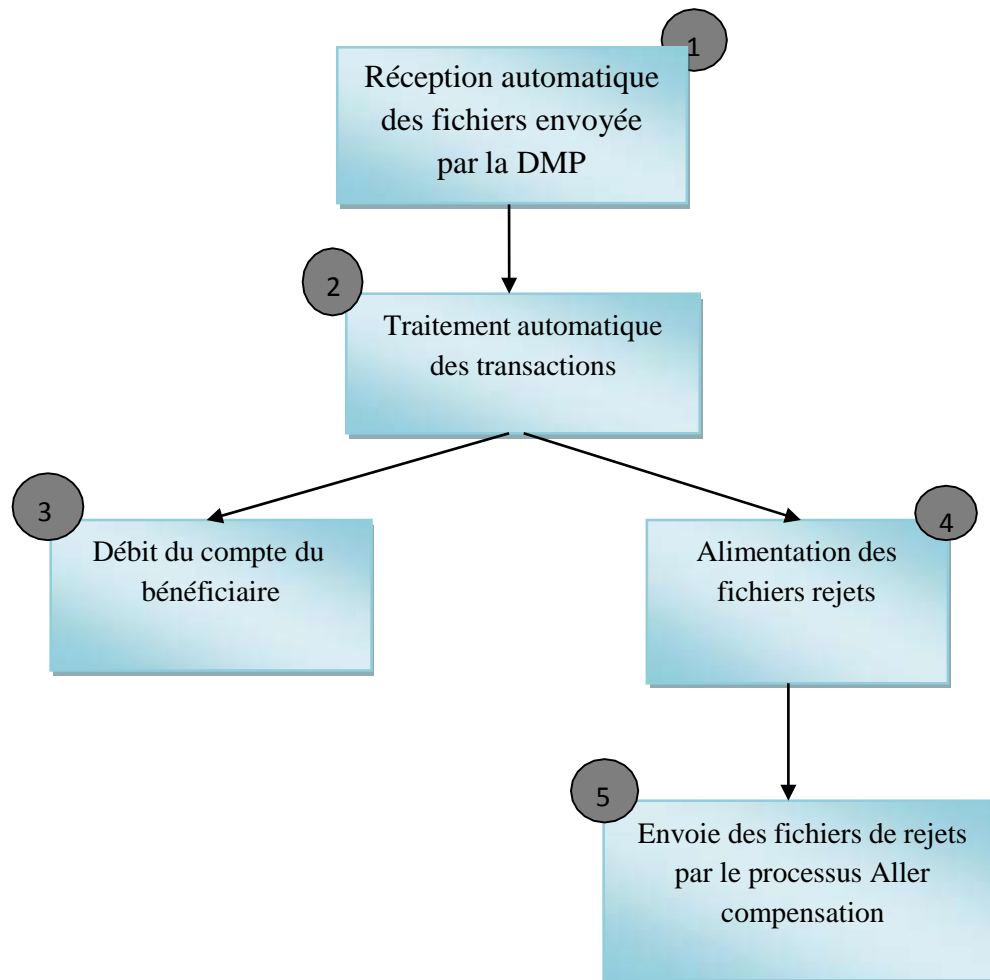 1
Réception automatique
des fichiers envoyée
par la DMP
2
Traitement automatique
des transactions
3
Débit du compte du
bénéficiaire
4
Alimentation des
fichiers rejets
5
Envoie des fichiers de rejets
par le processus Aller
compensation